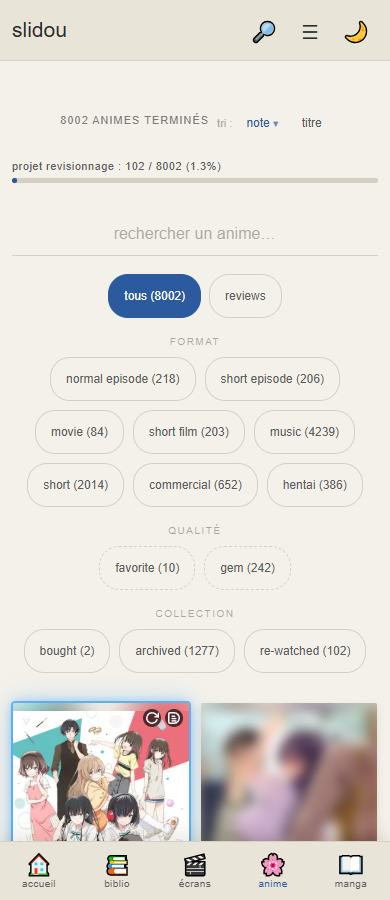 slidou
8002 ANIMES TERMINÉS tri : note ▾ titre
projet revisionnage : 102 / 8002 (1.3%)
rechercher un anime...
tous (8002) reviews
FORMAT
normal episode (218) short episode (206)
movie (84) short film (203) music (4239)
short (2014) commercial (652) hentai (386)
QUALITÉ
favorite (10) gem (242)
COLLECTION
bought (2) archived (1277) re-watched (102)
accueil biblio écrans anime manga